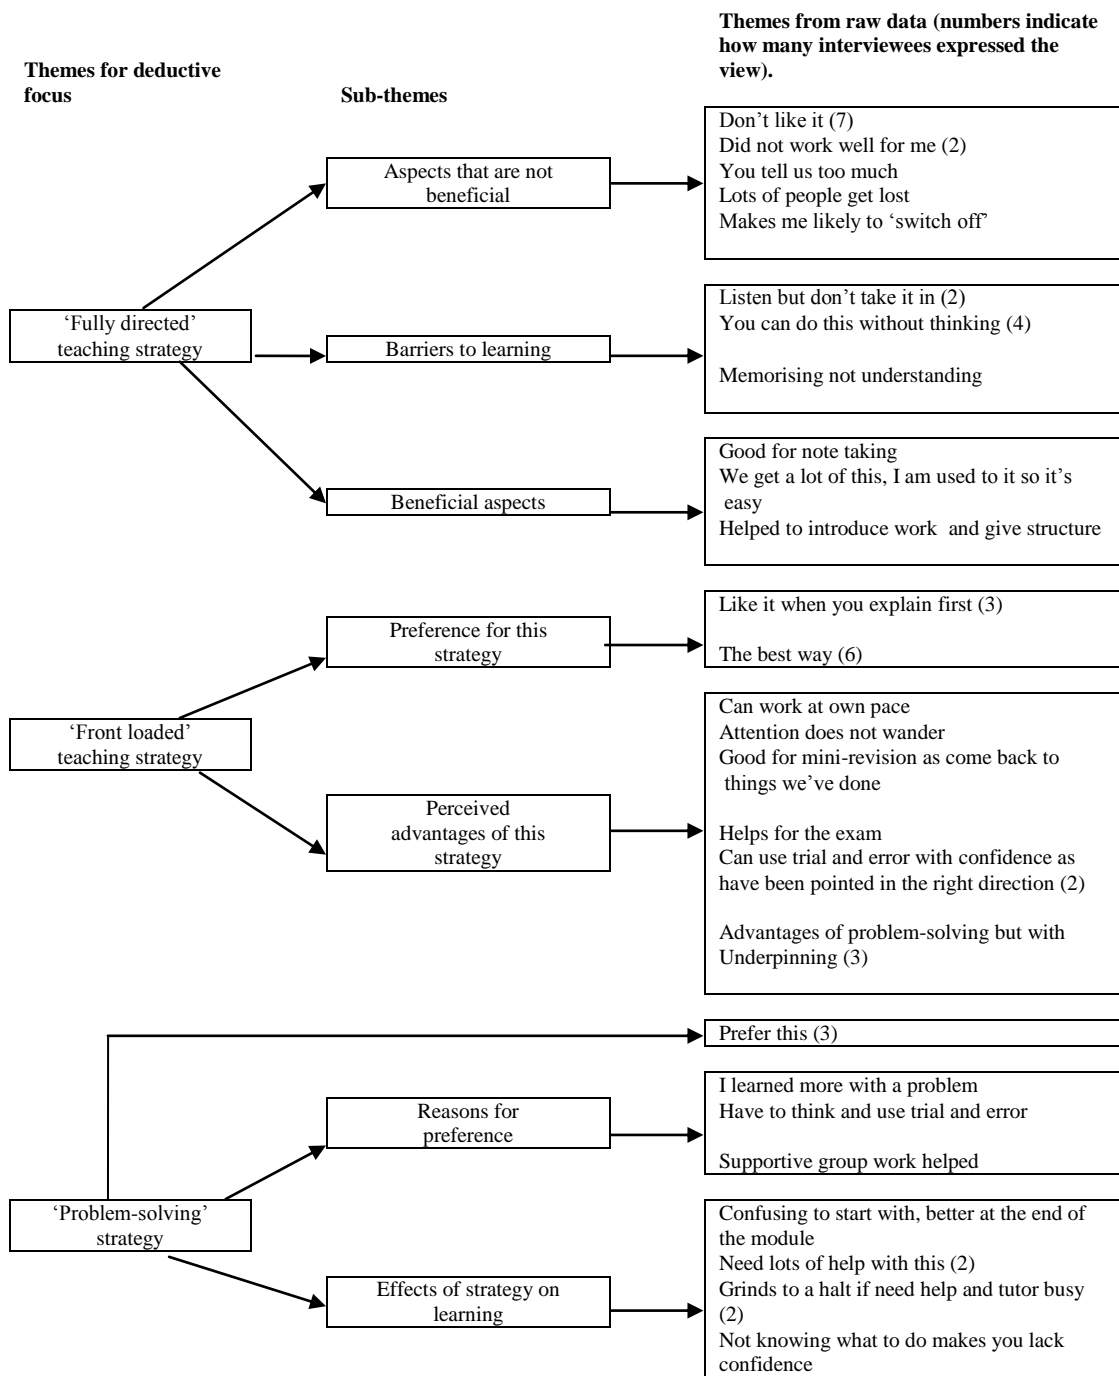 Themes from raw data (numbers indicate
how many interviewees expressed the
view).
Themes for deductive
focus
Sub-themes
Don’t like it (7)
Did not work well for me (2)
You tell us too much
Lots of people get lost
Makes me likely to ‘switch off’
Aspects that are not
beneficial
‘Fully directed’
teaching strategy
Listen but don’t take it in (2)
You can do this without thinking (4)
Memorising not understanding
Barriers to learning
Good for note taking
We get a lot of this, I am used to it so it’s
easy
Helped to introduce work and give structure
Beneficial aspects
Like it when you explain first (3)
The best way (6)
Preference for this
strategy
‘Front loaded’
teaching strategy
Can work at own pace
Attention does not wander
Good for mini-revision as come back to
things we’ve done
Helps for the exam
Can use trial and error with confidence as
have been pointed in the right direction (2)
Advantages of problem-solving but with
Underpinning (3)
Perceived
advantages of this
strategy
Prefer this (3)
I learned more with a problem
Have to think and use trial and error
Supportive group work helped
Reasons for
preference
‘Problem-solving’
strategy
Confusing to start with, better at the end of
the module
Need lots of help with this (2)
Grinds to a halt if need help and tutor busy
(2)
Not knowing what to do makes you lack
confidence
Effects of strategy on
learning